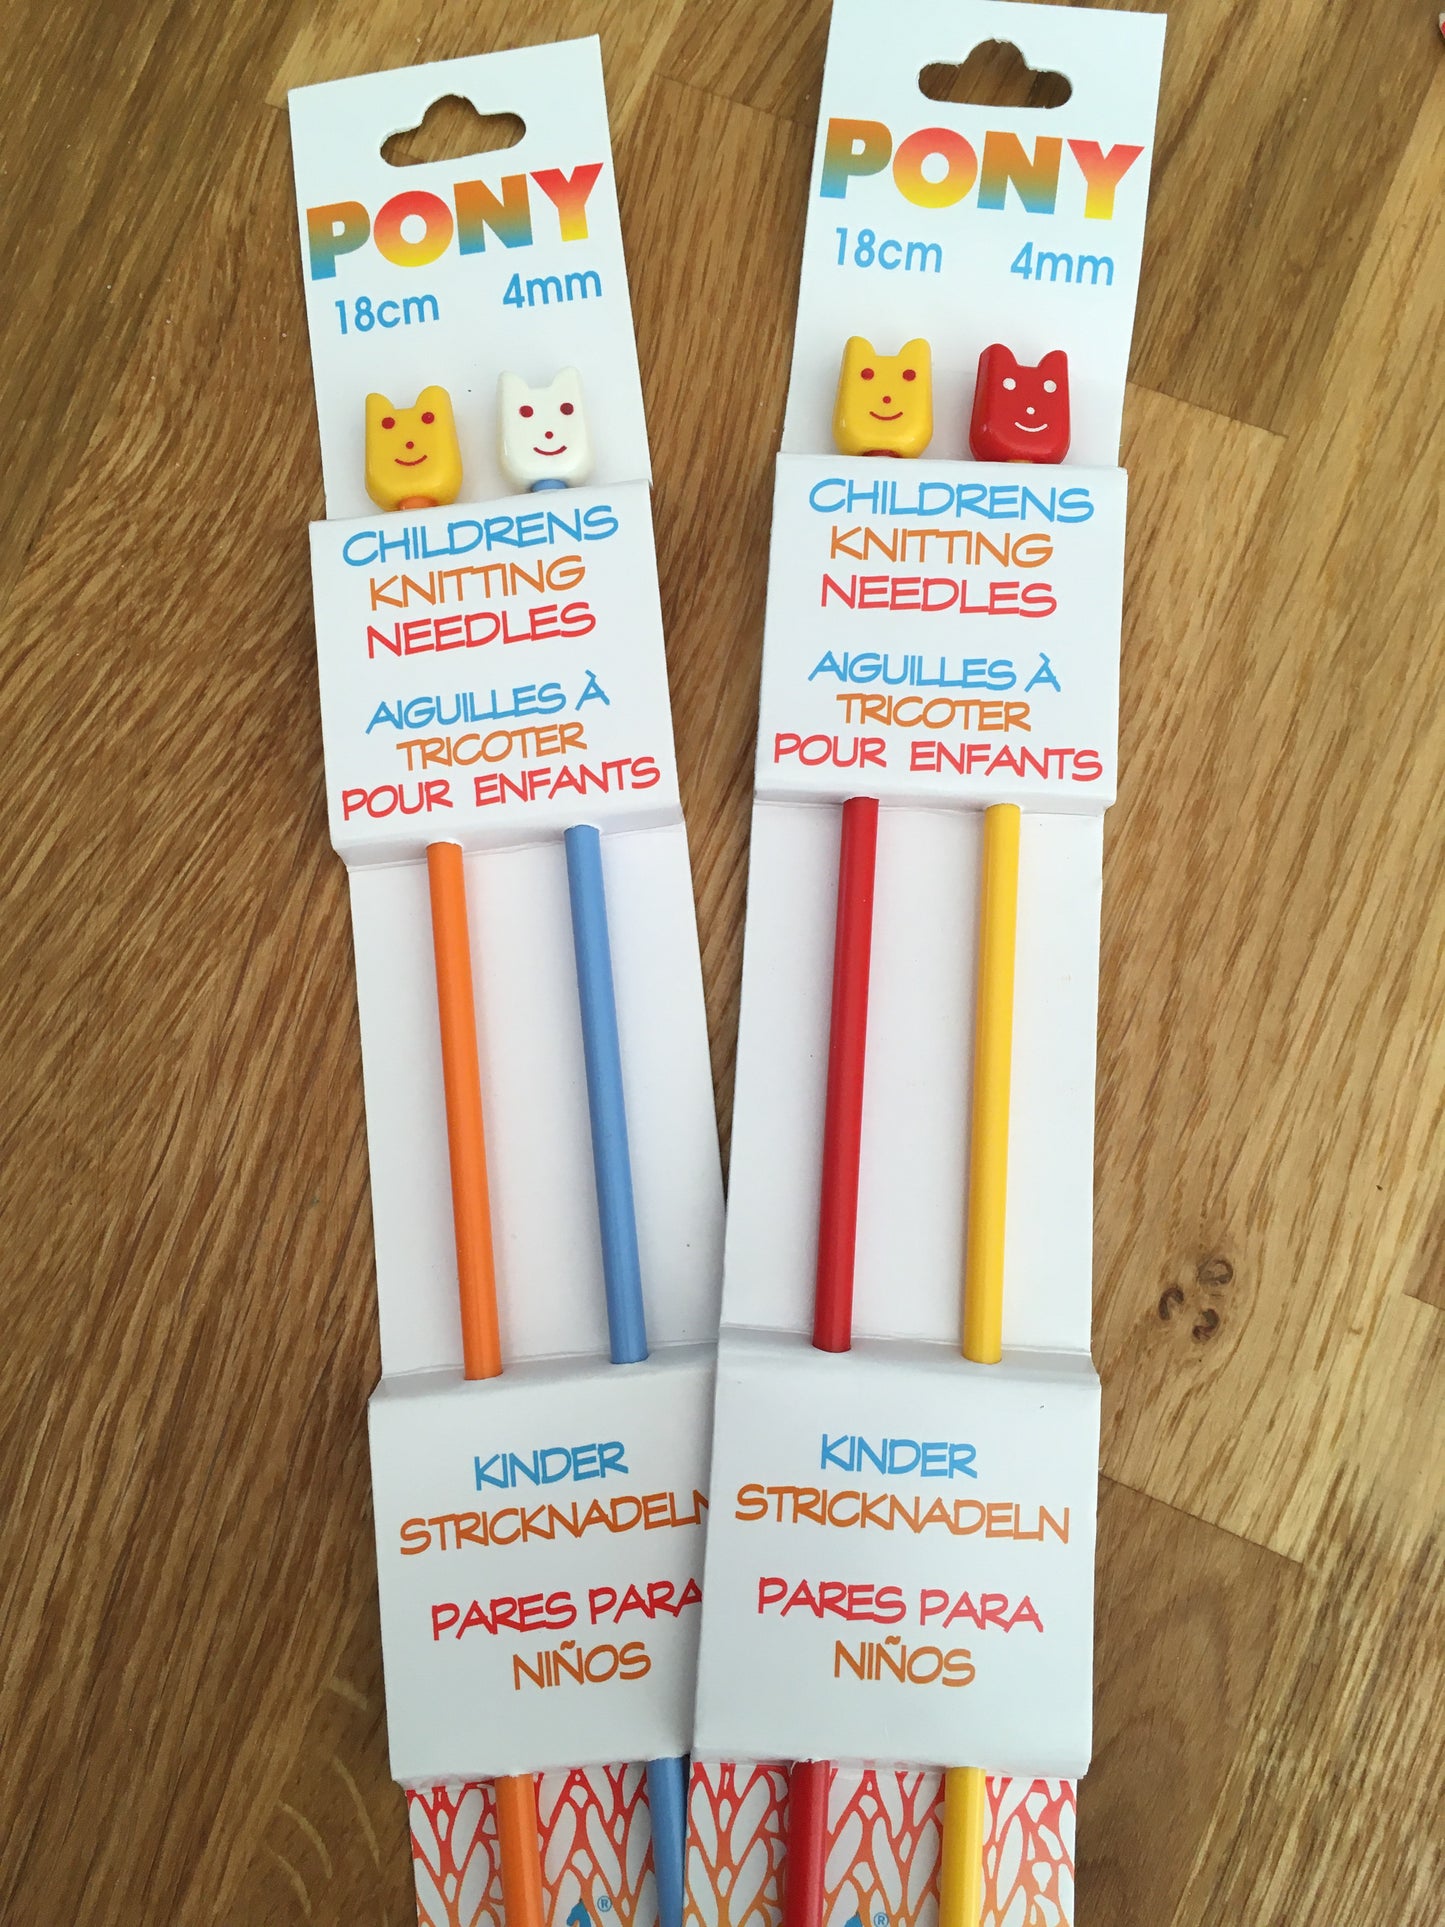 PONY
18cm 4mm
CHILDRENS
KNITTING
NEEDLES
AIGUILLES À
TRICOTER
POUR ENFANTS
KINDER
STRICKNADELN
PARES PARA
NIÑOS
®
PONY
18cm 4mm
CHILDRENS
KNITTING
NEEDLES
AIGUILLES À
TRICOTER
POUR ENFANTS
KINDER
STRICKNADELN
PARES PARA
NIÑOS
®